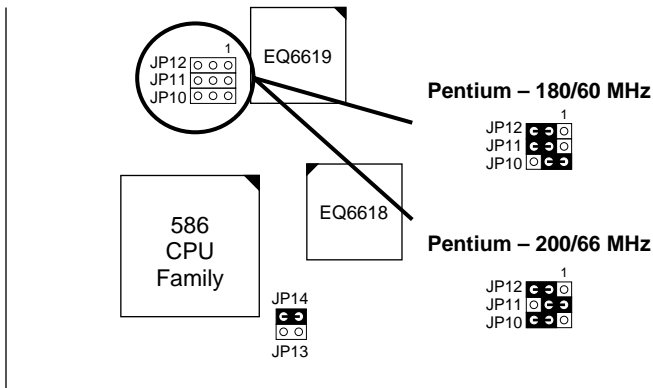 1
JP12
JP11
JP10
EQ6619
Pentium – 180/60 MHz
1
JP12
JP11
JP10
586
CPU
Family
EQ6618
Pentium – 200/66 MHz
1
JP12
JP11
JP10
JP14
JP13